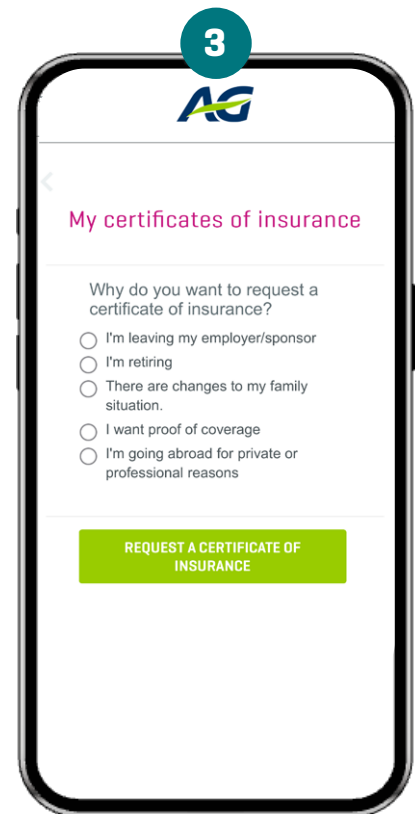 3
AG
My certificates of insurance
Why do you want to request a
certificate of insurance?
I'm leaving my employer/sponsor
I'm retiring
There are changes to my family
situation.
I want proof of coverage
I'm going abroad for private or
professional reasons
REQUEST A CERTIFICATE OF
INSURANCE